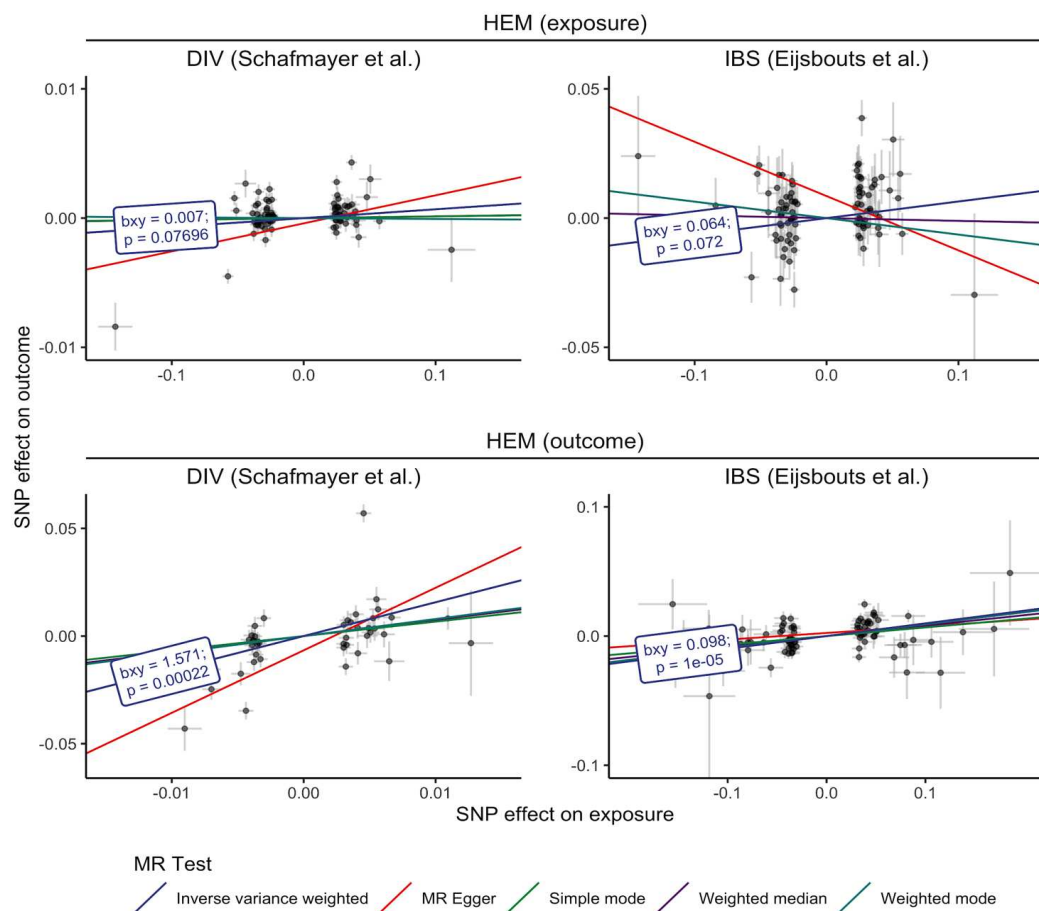 HEM (exposure)
DIV (Schafmayer et al.)
IBS (Eijsbouts et al.)
0.01
0.00
-0.01
bxy = 0.007;
p = 0.07696
-0.1
0.0
0.1
0.05
0.00
-0.05
bxy = 0.064;
p = 0.072
-0.1
0.0
0.1
SNP effect on outcome
HEM (outcome)
DIV (Schafmayer et al.)
IBS (Eijsbouts et al.)
0.05
0.00
-0.05
bxy = 1.571;
p = 0.00022
-0.01
0.00
0.01
0.1
0.0
-0.1
bxy = 0.098;
p = 1e-05
-0.1
0.0
0.1
SNP effect on exposure
MR Test
Inverse variance weighted
MR Egger
Simple mode
Weighted median
Weighted mode